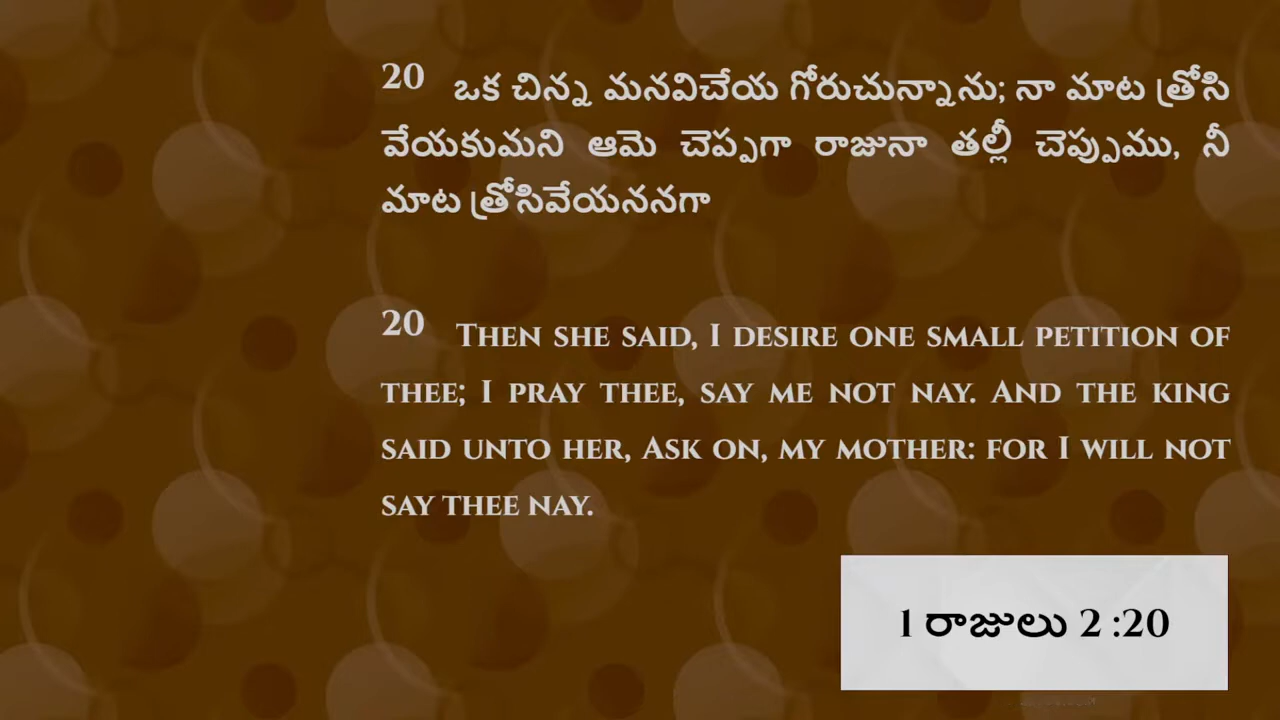 20 ఒక చిన్న మనవిచేయ గోరుచున్నాను; నా మాట త్రోసి
వేయకుమని ఆమె చెప్పగా రాజునా తల్లీ చెప్పుము, నీ
మాట త్రోసివేయననగా
20 Then she said, I desire one small petition of
thee; I pray thee, say me not nay. And the king
said unto her, Ask on, my mother: for I will not
say thee nay.
1 రాజులు 2 :20